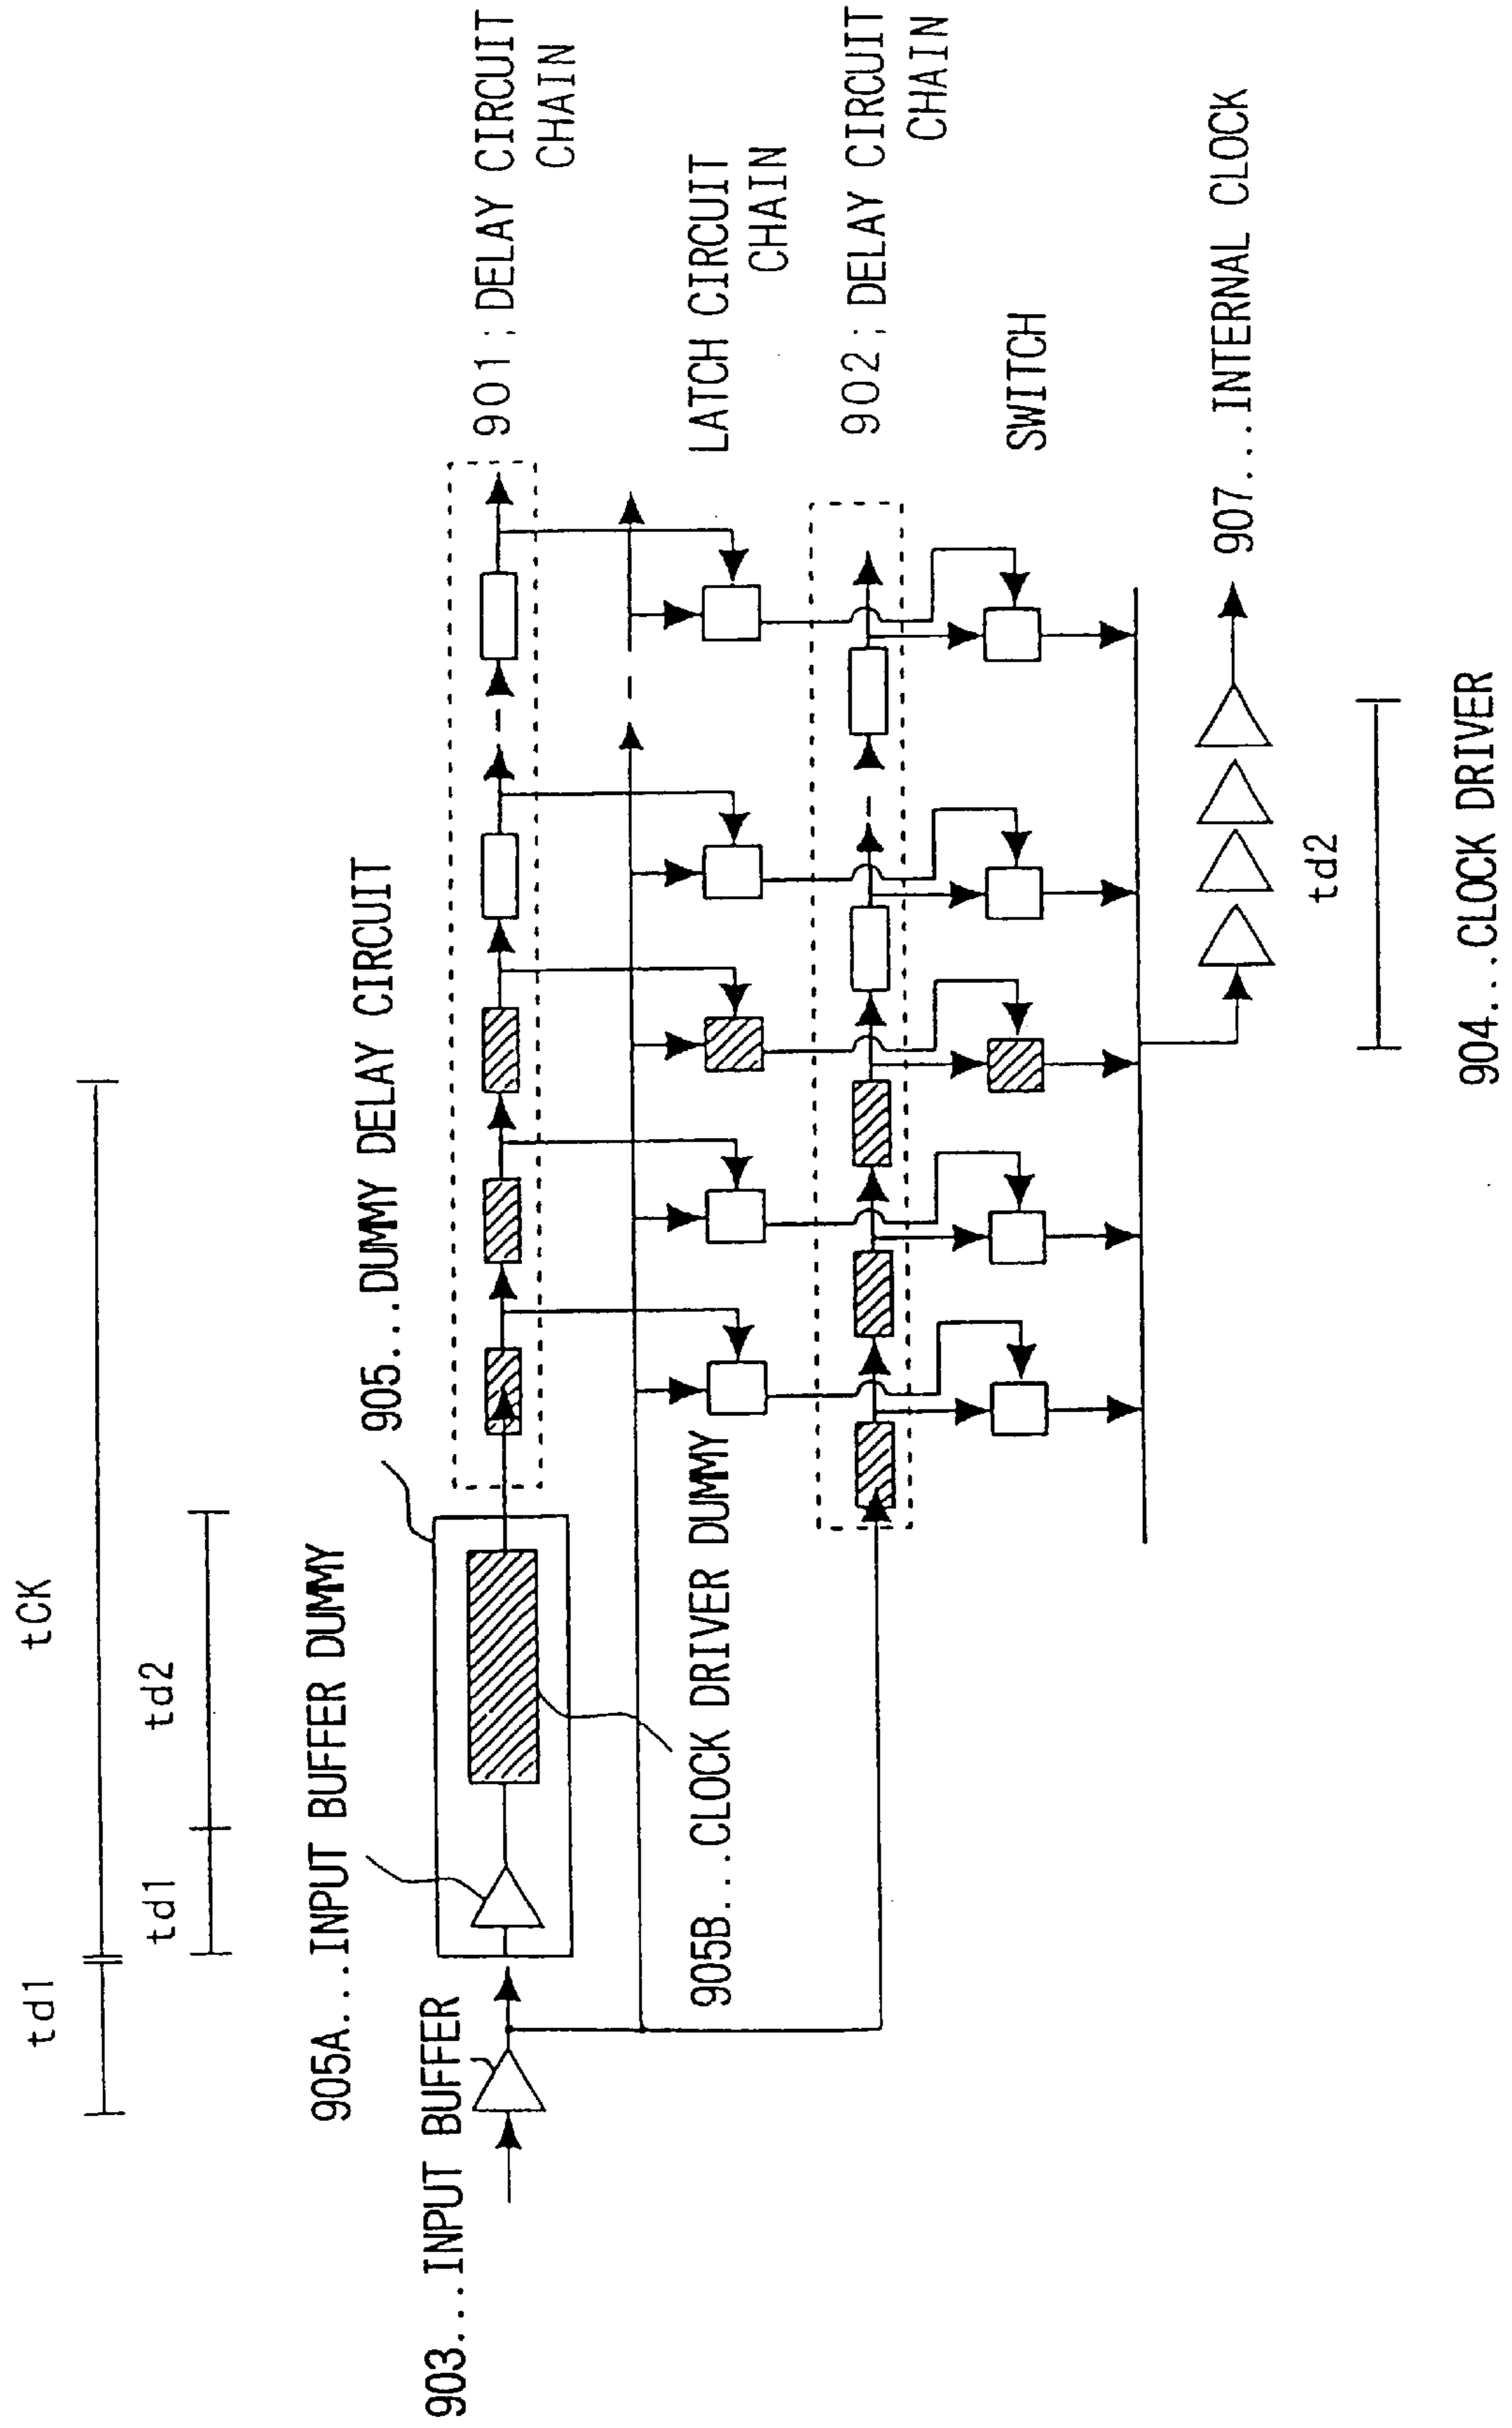 tCK
td1
td1
td2
905A...INPUT BUFFER DUMMY
905...DUMMY DELAY CIRCUIT
903...INPUT BUFFER
901;DELAY CIRCUIT
CHAIN
905B...CLOCK DRIVER DUMMY
LATCH CIRCUIT
CHAIN
902;DELAY CIRCUIT
CHAIN
SWITCH
907...INTERNAL CLOCK
td2
904...CLOCK DRIVER